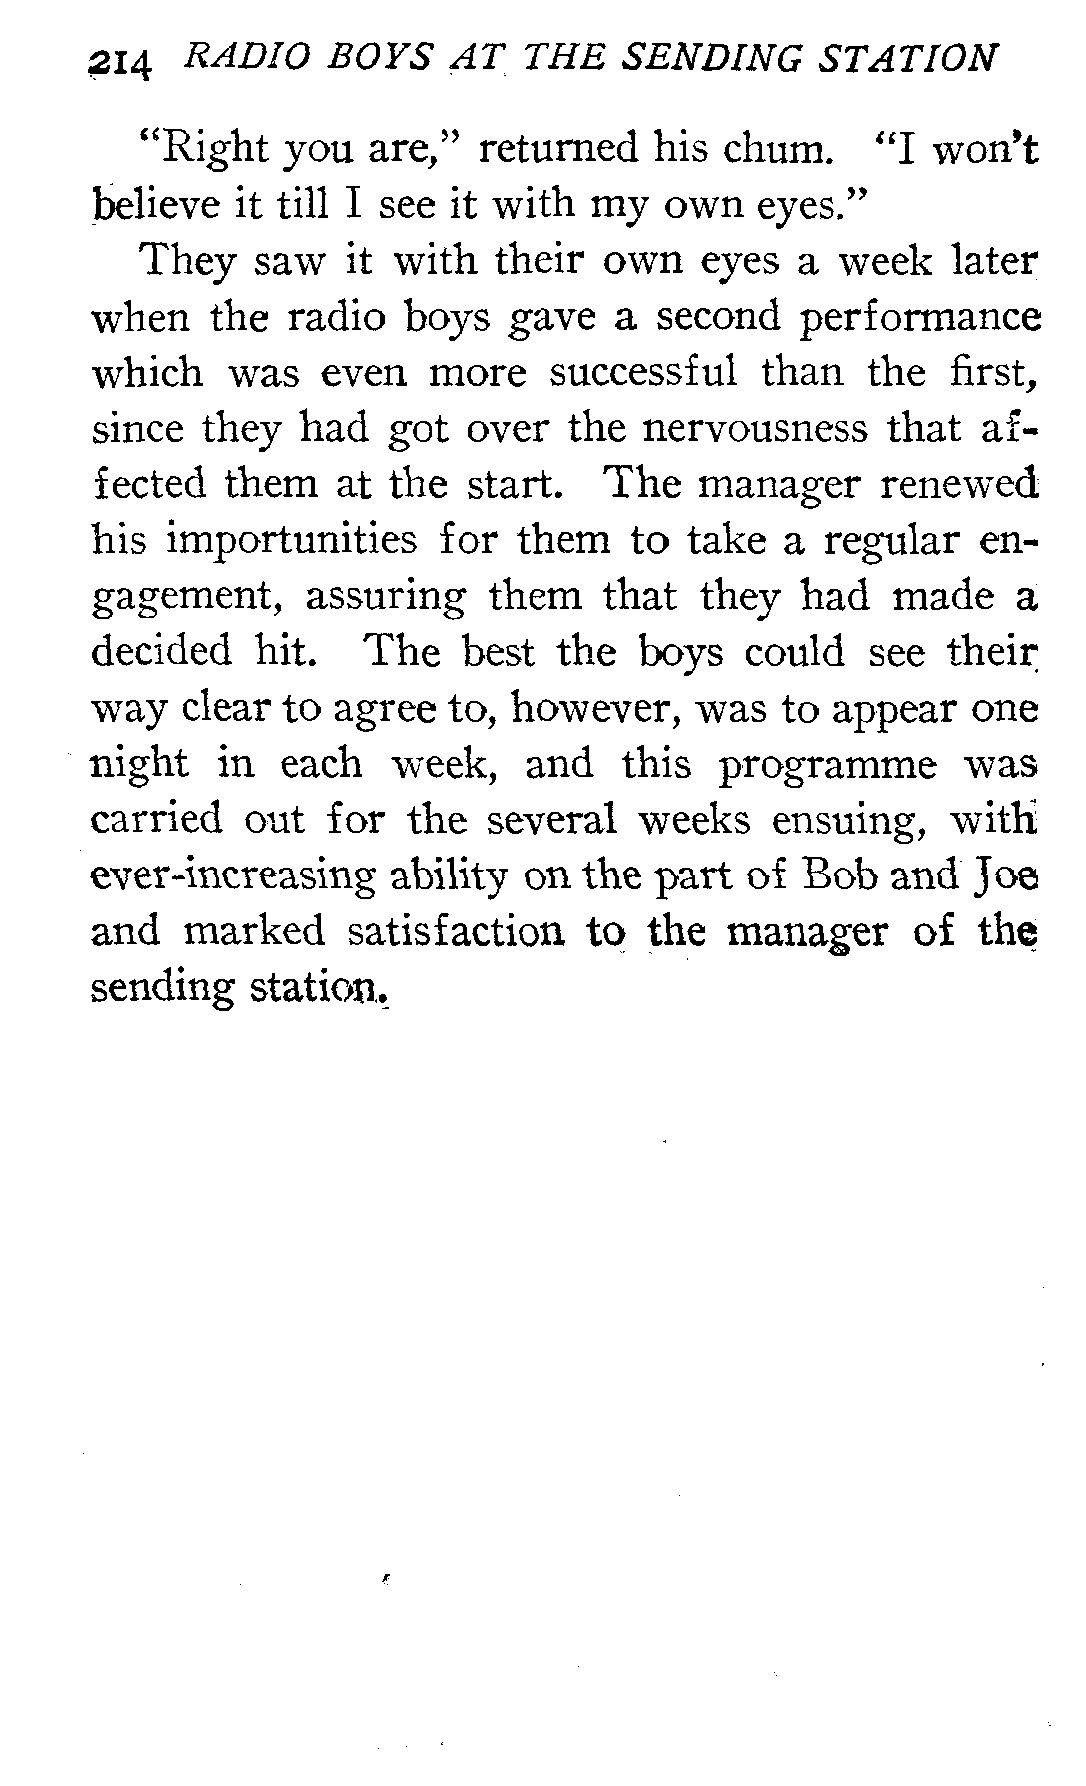 214 RADIO BOYS AT THE SENDING STATION
“Right you are,” returned his chum. “I won’t
believe it till I see it with my own eyes.”
They saw it with their own eyes a week later
when the radio boys gave a second performance
which was even more successful than the first,
since they had got over the nervousness that af-
fected them at the start. The manager renewed
his importunities for them to take a regular en-
gagement, assuring them that they had made a
decided hit. The best the boys could see their
way clear to agree to, however, was to appear one
night in each week, and this programme was
carried out for the several weeks ensuing, with
ever-increasing ability on the part of Bob and Joe
and marked satisfaction to the manager of the
sending station.